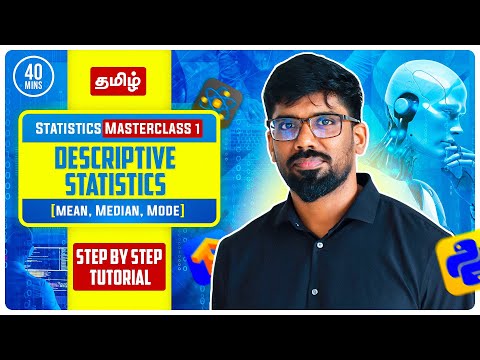 40
MINS
தமிழ்
STATISTICS MASTERCLASS 1
DESCRIPTIVE
STATISTICS
[MEAN, MEDIAN, MODE]
STEP BY STEP
TUTORIAL